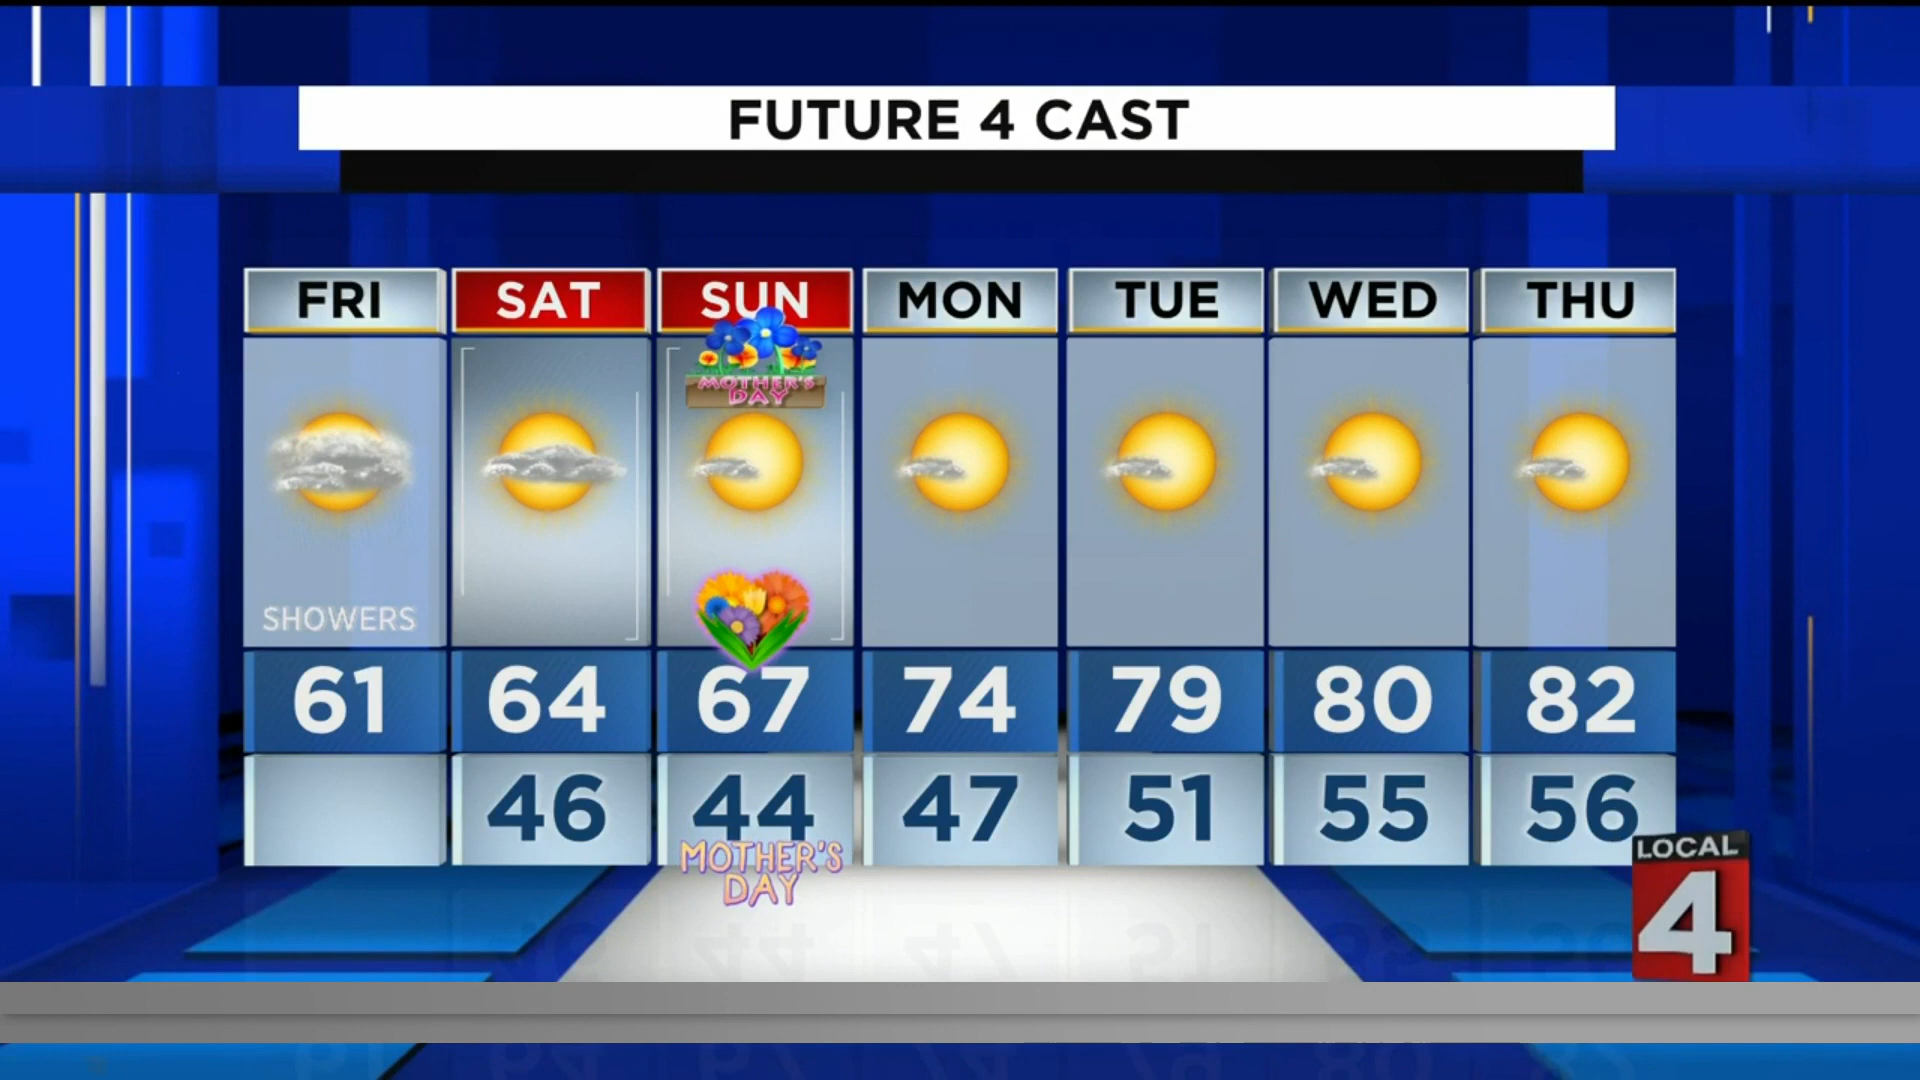 FUTURE 4 CAST
FRI SAT SUN MON TUE WED THU
MOTHER'S
DAY
SHOWERS
61 64 67 74 79 80 82
46 44 47 51 55 56
MOTHER'S
DAY
LOCAL
4